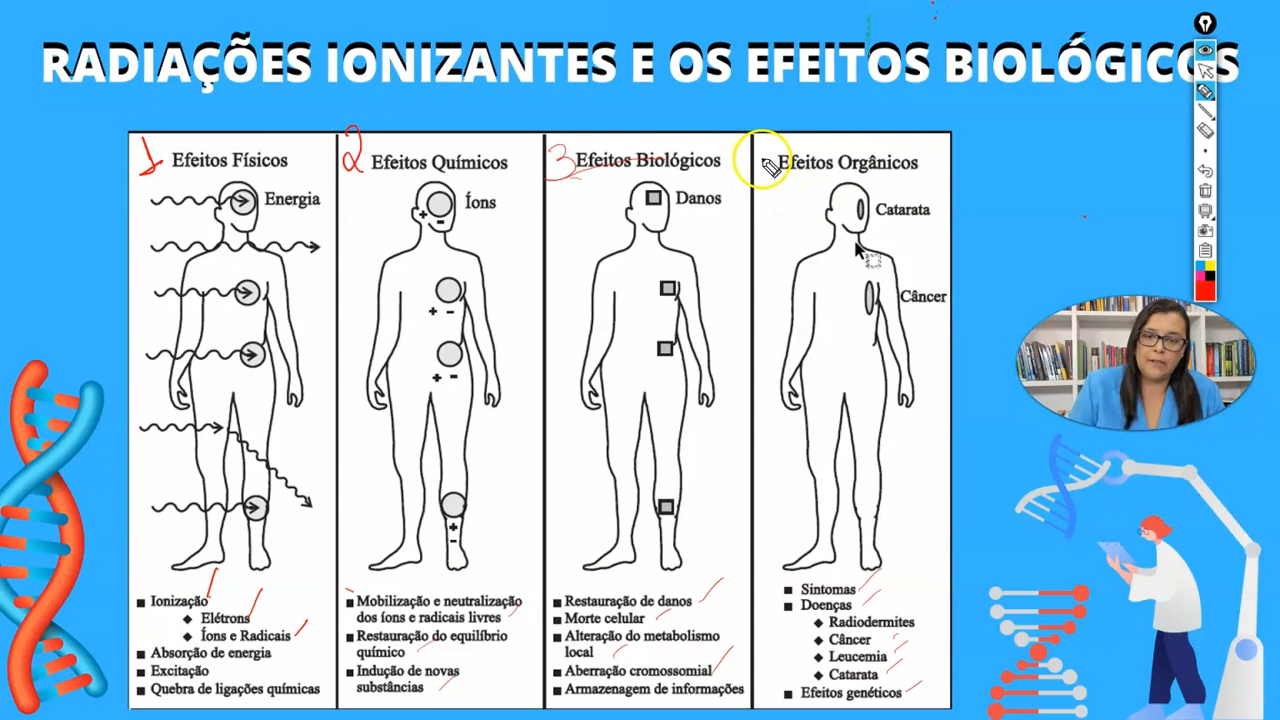 RADIAÇÕES IONIZANTES E OS EFEITOS BIOLÓGICOS
1 Efeitos Físicos
Energia
Ionização
Elétrons
Íons e Radicais
Absorção de energia
Excitação
Quebra de ligações químicas
2 Efeitos Químicos
Íons
+ -
+ -
+ -
+
-
Mobilização e neutralização
dos íons e radicais livres
Restauração do equilíbrio
químico
Indução de novas
substâncias
3 Efeitos Biológicos
Danos
Restauração de danos
Morte celular
Alteração do metabolismo
local
Aberração cromossomial
Armazenagem de informações
Efeitos Orgânicos
Catarata
Câncer
Sintomas
Doenças
Radiodermites
Câncer
Leucemia
Catarata
Efeitos genéticos